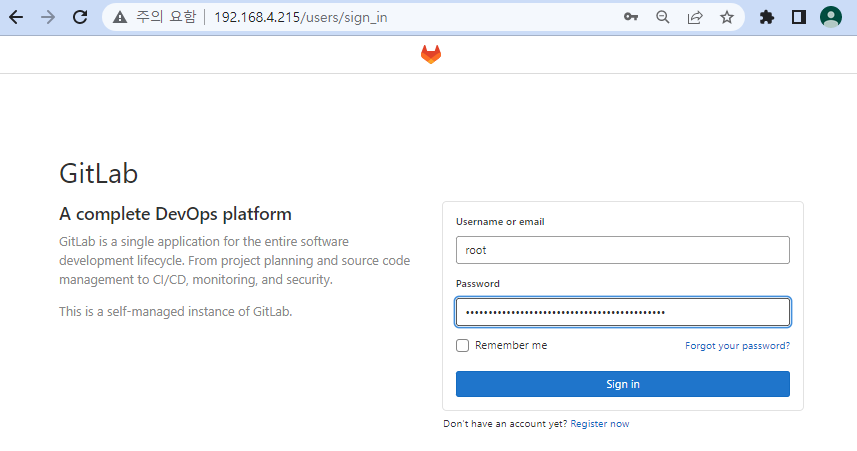 주의 요함 192.168.4.215/users/sign_in
GitLab
A complete DevOps platform
GitLab is a single application for the entire software
development lifecycle. From project planning and source code
management to CI/CD, monitoring, and security.
This is a self-managed instance of GitLab.
Username or email
root
Password
••••••••••••••••••••••••••••••••••••••••••••
Remember me
Forgot your password?
Sign in
Don't have an account yet? Register now